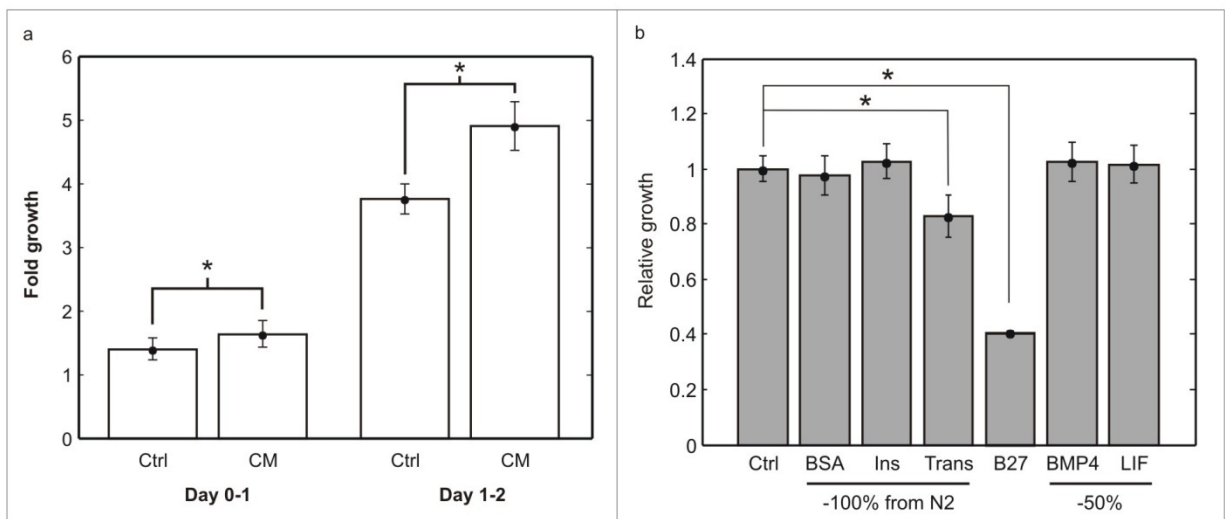 a
6
5
4
3
2
1
0
Fold growth
*
*
Ctrl
CM
Ctrl
CM
Day 0-1
Day 1-2
b
1.4
1.2
1
0.8
0.6
0.4
0.2
0
Relative growth
*
*
Ctrl BSA Ins Trans B27 BMP4 LIF
-100% from N2
-50%